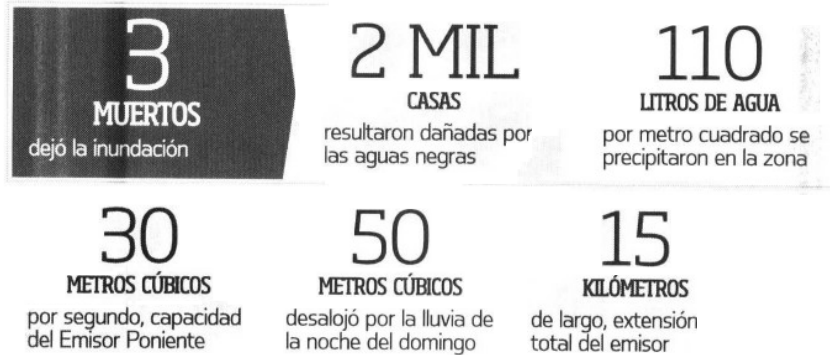 3
MUERTOS
dejó la inundación
2 MIL
CASAS
resultaron dañadas por
las aguas negras
110
LITROS DE AGUA
por metro cuadrado se
precipitaron en la zona
30
METROS CÚBICOS
por segundo, capacidad
del Emisor Poniente
50
METROS CÚBICOS
desalojó por la lluvia de
la noche del domingo
15
KILÓMETROS
de largo, extensión
total del emisor